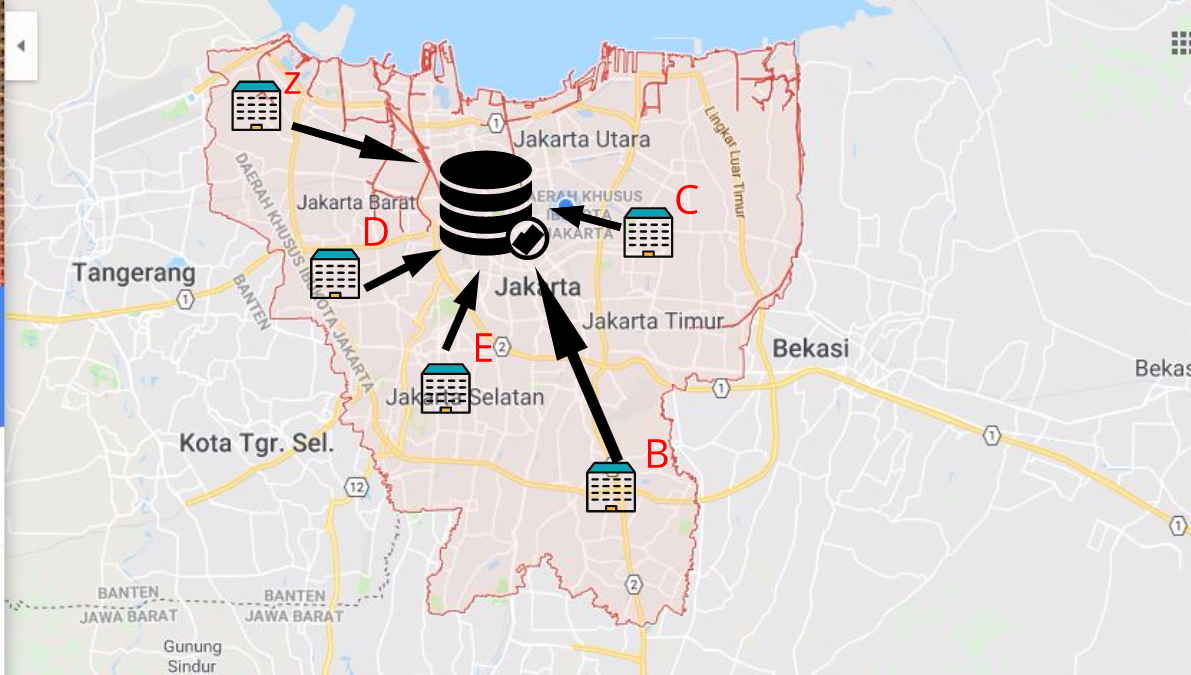 z
1
Jakarta Utara
Lingkar Luar Timur
DAERAH KHUSUS IBUKOTA JAKARTA
BANTEN
Jakarta Barat
AERAH KHUSUS
IBUKOTA
JAKARTA
C
D
Tangerang
1
Jakarta
Jakarta Timur
E
2
Bekasi
Bekas
1
Jakarta Selatan
Kota Tgr. Sel.
B
1
12
1
2
BANTEN
JAWA BARAT
BANTEN
JAWA BARAT
Gunung
Sindur